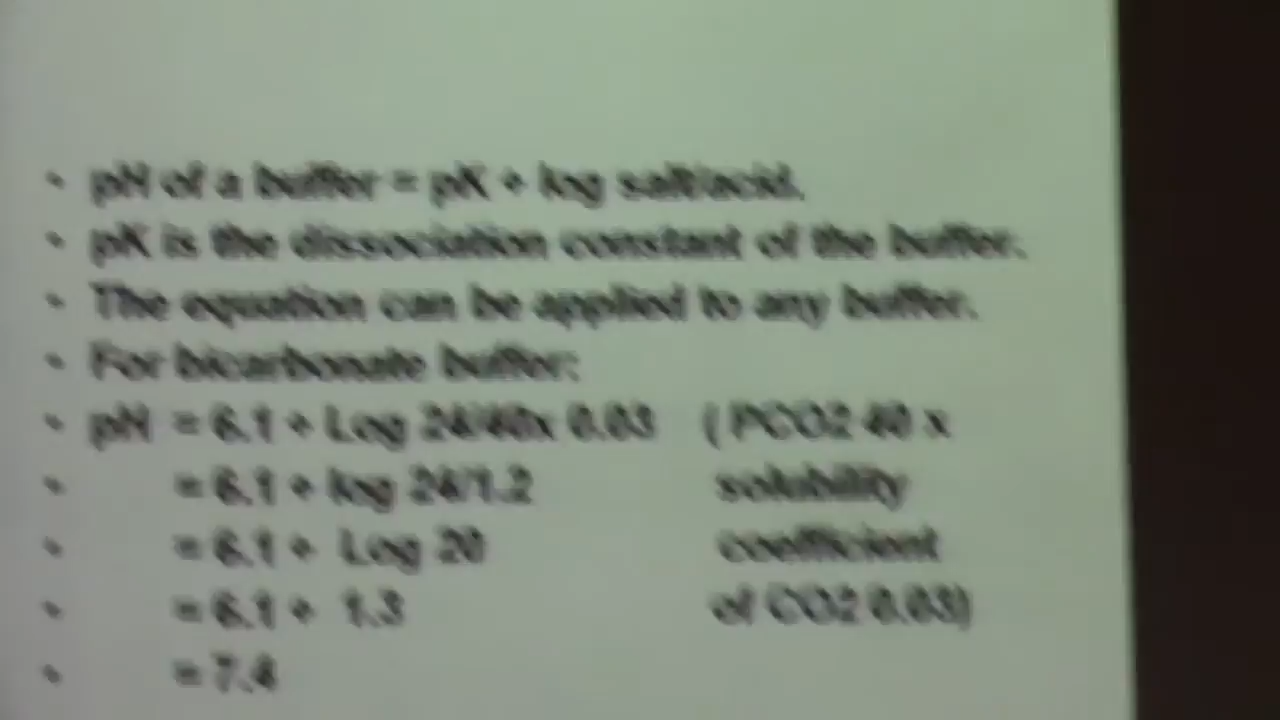 • pH of a buffer = pK + log salt/acid.
• pK is the dissociation constant of the buffer.
• The equation can be applied to any buffer.
• For bicarbonate buffer:
• pH = 6.1 + Log 24/40x 0.03 ( PCO2 40 x
• = 6.1 + log 24/1.2 solubility
• = 6.1 + Log 20 coefficient
• = 6.1 + 1.3 of CO2 0.03)
• = 7.4